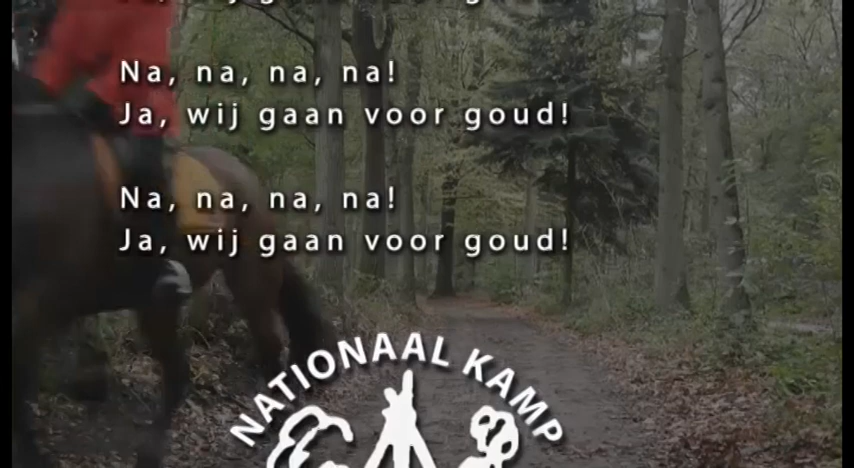 Na, na, na, na!
Ja, wij gaan voor goud!
Na, na, na, na!
Ja, wij gaan voor goud!
NATIONAAL KAMP